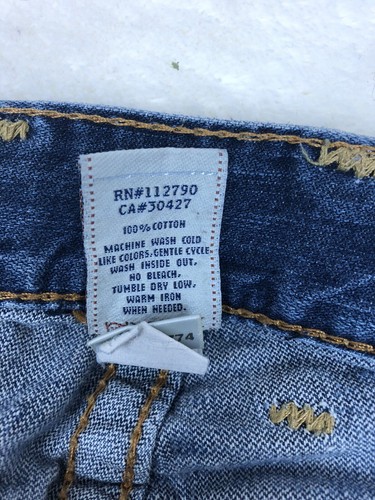 RN#112790
CA#30427
100% COTTON
MACHINE WASH COLD
LIKE COLORS, GENTLE CYCLE
WASH INSIDE OUT,
NO BLEACH,
TUMBLE DRY LOW,
WARM IRON
WHEN NEEDED.
74